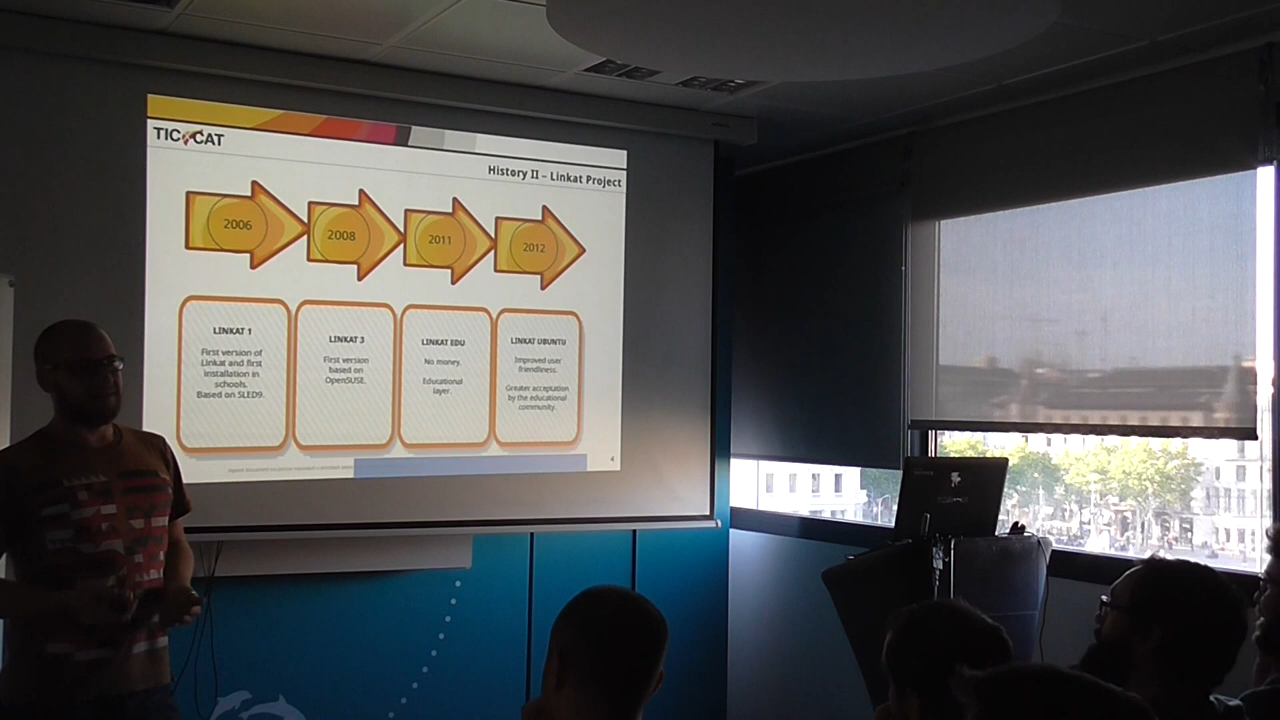 TIC CAT
History II – Linkat Project
2006
2008
2011
2012
LINKAT 1
First version of
Linkat and first
installation in
schools.
Based on SLED9.
LINKAT 3
First version
based on
OpenSUSE.
LINKAT EDU
No money.
Educational
layer.
LINKAT UBUNTU
Improved user
friendliness.
Greater acceptation
by the educational
community.
4